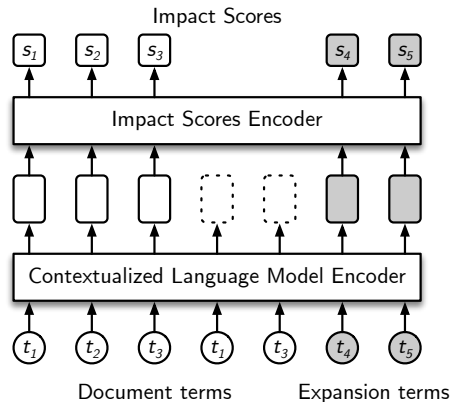 Impact Scores
s1 s2 s3 s4 s5
Impact Scores Encoder
Contextualized Language Model Encoder
t1 t2 t3 t1 t3 t4 t5
Document terms Expansion terms